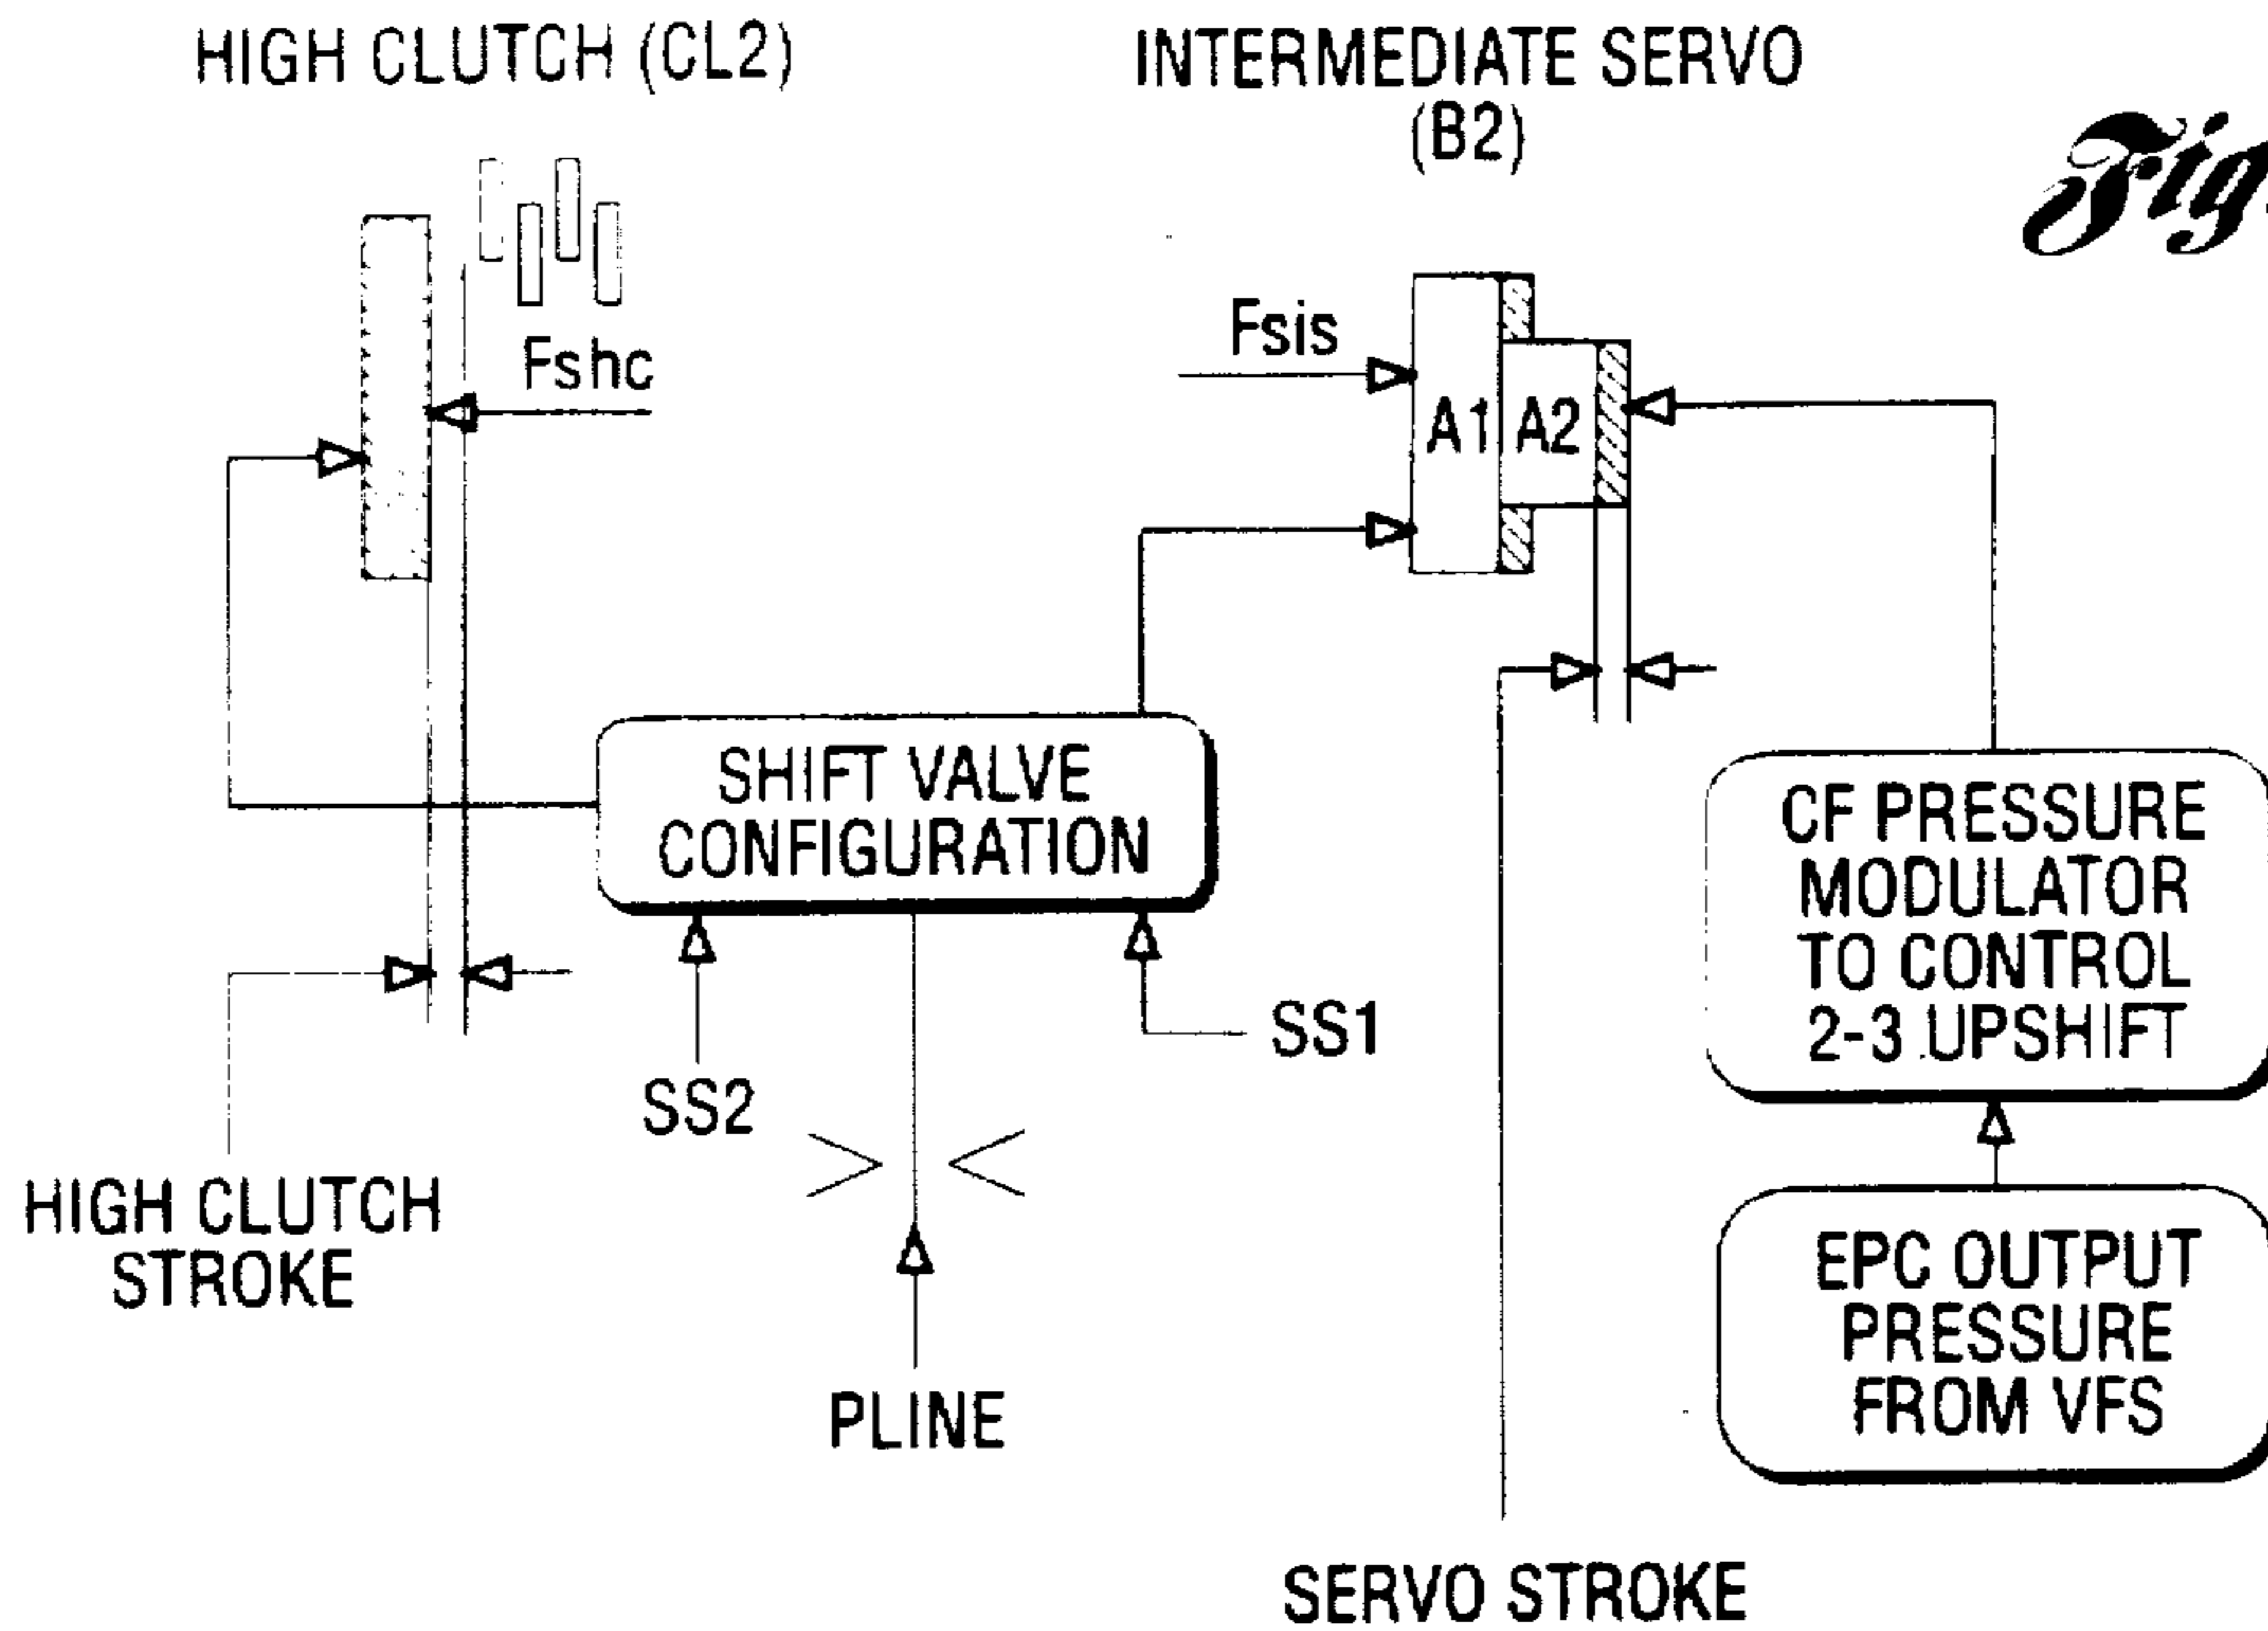 HIGH CLUTCH (CL2)
INTERMEDIATE SERVO
(B2)
Fig
Fshc
Fsis
A1
A2
SHIFT VALVE
CONFIGURATION
CF PRESSURE
MODULATOR
TO CONTROL
2-3 UPSHIFT
SS1
SS2
HIGH CLUTCH
STROKE
EPC OUTPUT
PRESSURE
FROM VFS
PLINE
SERVO STROKE